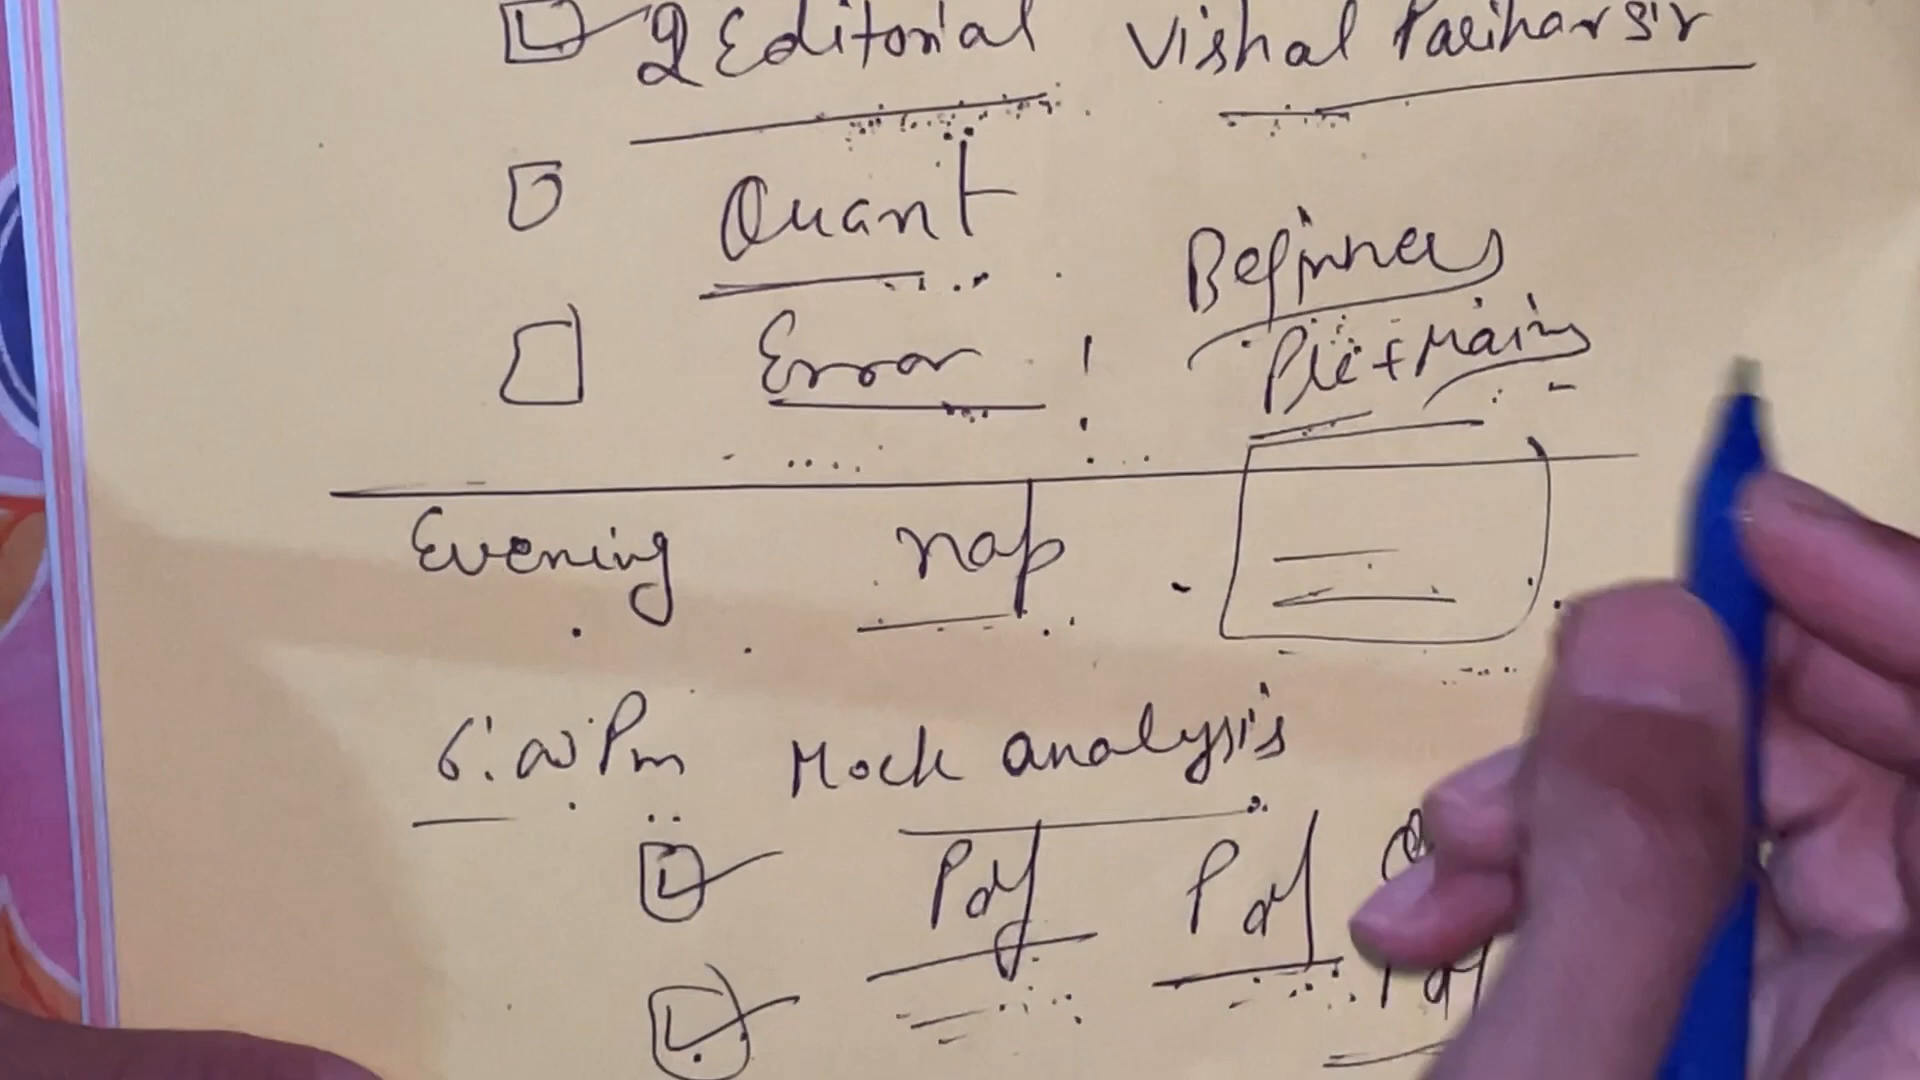 2 Editorial Vishal Parihar sir
Quant
Beginners
Error !
Pre + Mains
Evening nap
6:00 Pm Mock analysis
Pdf Pdf
Pdf